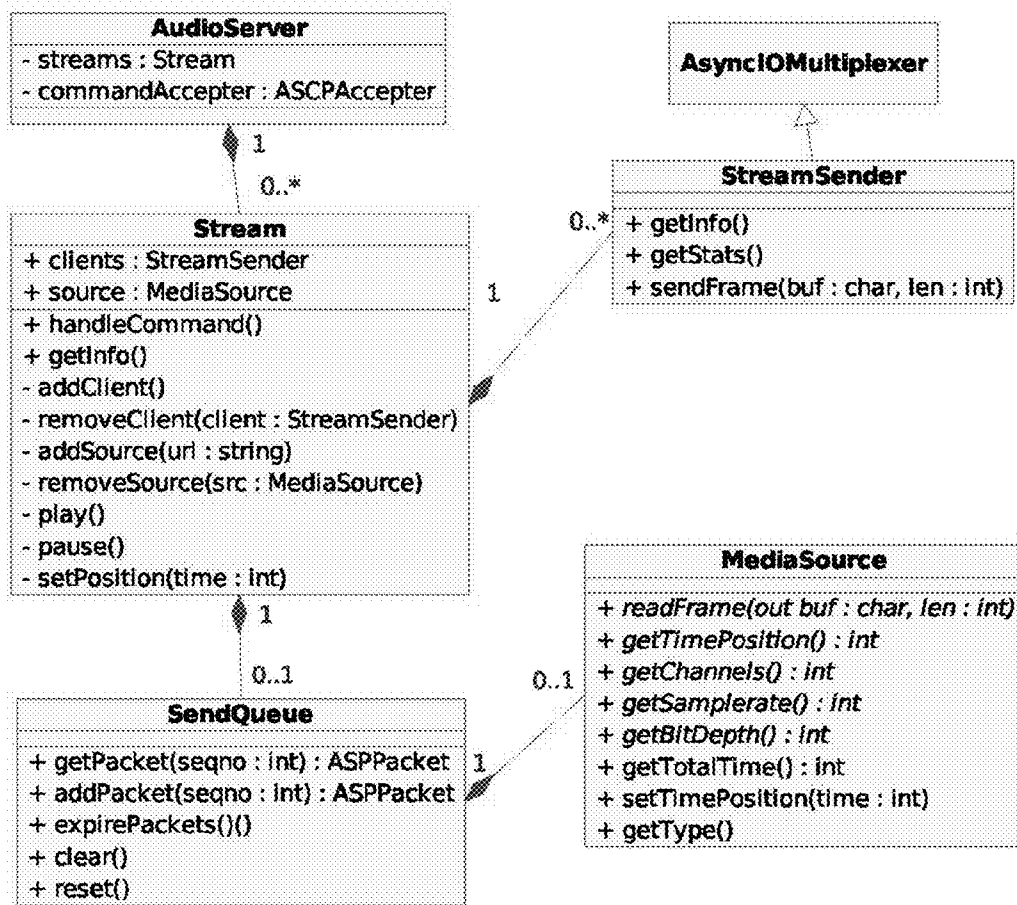 AudioServer
- streams : Stream
- commandAccepter : ASCPAccepter
1
0..*
Stream
+ clients : StreamSender
+ source : MediaSource
+ handleCommand()
+ getInfo()
- addClient()
- removeClient(client : StreamSender)
- addSource(url : string)
- removeSource(src : MediaSource)
- play()
- pause()
- setPosition(time : int)
1
0..1
SendQueue
+ getPacket(seqno : int) : ASPPacket
+ addPacket(seqno : int) : ASPPacket
+ expirePackets()()
+ clear()
+ reset()
AsyncIOMultiplexer
StreamSender
+ getInfo()
+ getStats()
+ sendFrame(buf : char, len : int)
0..*
1
MediaSource
+ readFrame(out buf : char, len : int)
+ getTimePosition() : int
+ getChannels() : int
+ getSamplerate() : int
+ getBitDepth() : int
+ getTotalTime() : int
+ setTimePosition(time : int)
+ getType()
0..1
1